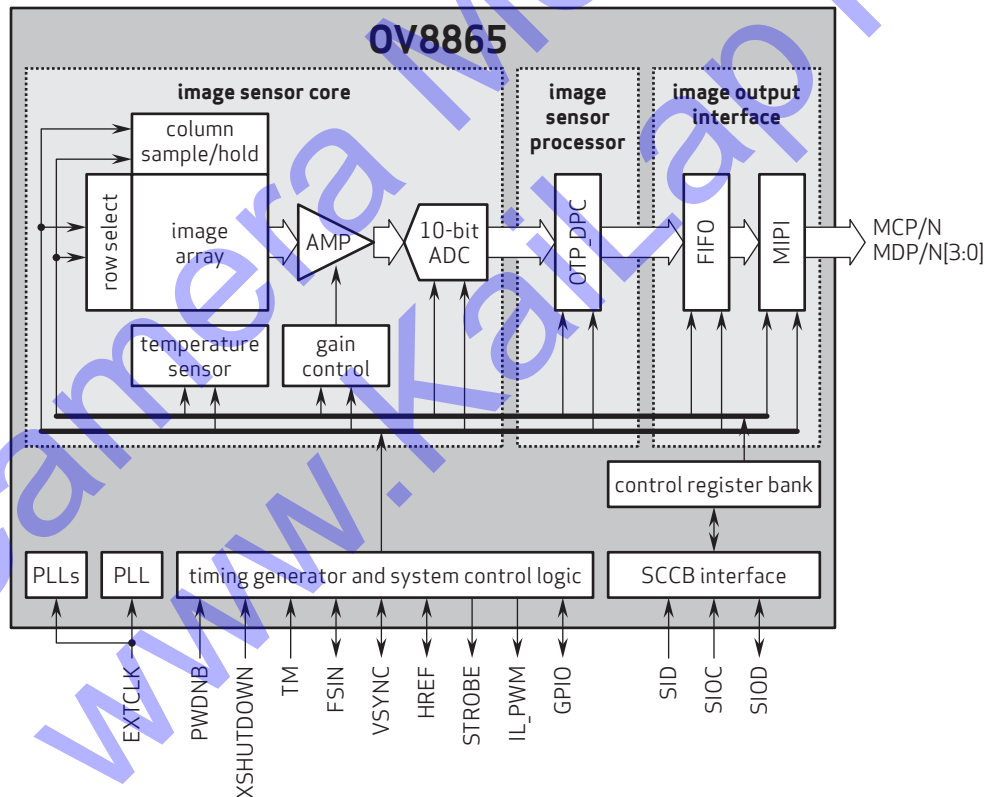 OV8865
image sensor core
image
sensor
processor
image output
interface
column
sample/hold
row select
image
array
AMP
10-bit
ADC
OTP_DPC
FIFO
MIPI
MCP/N
MDP/N[3:0]
temperature
sensor
gain
control
control register bank
PLLs
PLL
timing generator and system control logic
SCCB interface
EXTCLK
PWDNB
XSHUTDOWN
TM
FSIN
VSYNC
HREF
STROBE
IL_PWM
GPIO
SID
SIOC
SIOD
Camera M
www.KaiLap